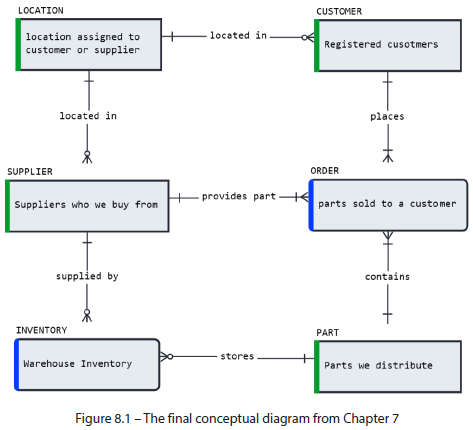 LOCATION
location assigned to
customer or supplier
located in
CUSTOMER
Registered cusotmers
located in
places
SUPPLIER
Suppliers who we buy from
provides part
ORDER
parts sold to a customer
supplied by
contains
INVENTORY
Warehouse Inventory
stores
PART
Parts we distribute
Figure 8.1 – The final conceptual diagram from Chapter 7